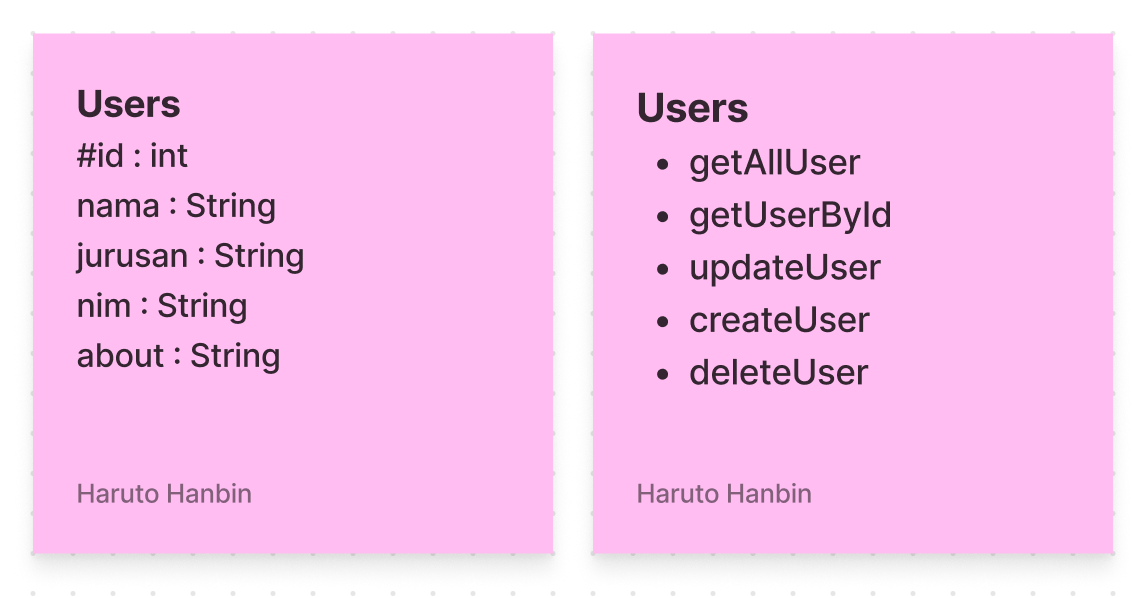 Users
#id : int
nama : String
jurusan : String
nim : String
about : String
Haruto Hanbin
Users
• getAllUser
• getUserById
• updateUser
• createUser
• deleteUser
Haruto Hanbin